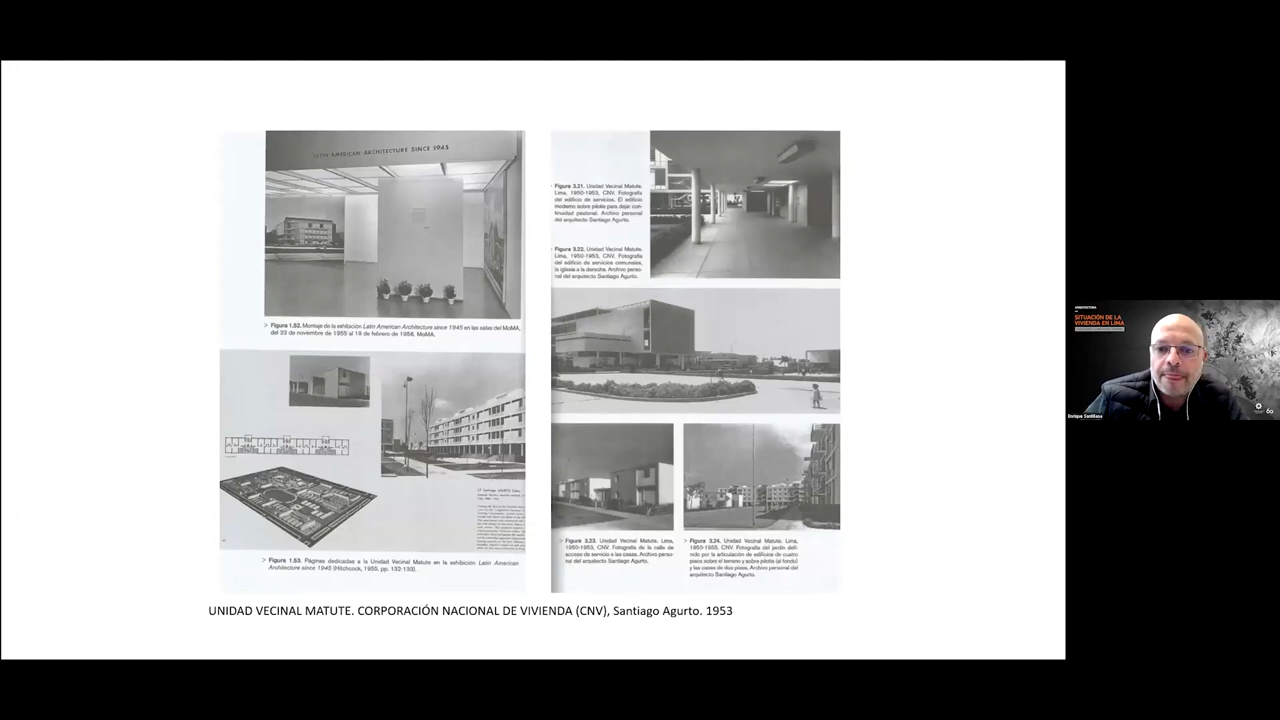 LATIN AMERICAN ARCHITECTURE SINCE 1945
> Figura 1.52. Montaje de la exhibición Latin American Architecture since 1945 en las salas del MoMA,
del 23 de noviembre de 1955 al 19 de febrero de 1956. MoMA.
> Figura 1.53. Páginas dedicadas a la Unidad Vecinal Matute en la exhibición Latin American
Architecture since 1945 (Hitchcock, 1955, pp. 132-133).
Figura 3.21. Unidad Vecinal Matute.
Lima, 1950-1953, CNV. Fotografía
del edificio de servicios. El edificio
moderno sobre pilotis para dejar con-
tinuidad peatonal. Archivo personal
del arquitecto Santiago Agurto.
Figura 3.22. Unidad Vecinal Matute.
Lima, 1950-1953, CNV. Fotografía
del edificio de servicios comunales,
la iglesia a la derecha. Archivo perso-
nal del arquitecto Santiago Agurto.
> Figura 3.23. Unidad Vecinal Matute. Lima,
1950-1953, CNV. Fotografía de la calle de
acceso de servicio a las casas. Archivo perso-
nal del arquitecto Santiago Agurto.
> Figura 3.24. Unidad Vecinal Matute. Lima,
1950-1953, CNV. Fotografía del jardín defi-
nido por la articulación de edificios de cuatro
pisos sobre el terreno y sobre pilotis (al fondo)
y las casas de dos pisos. Archivo personal del
arquitecto Santiago Agurto.
UNIDAD VECINAL MATUTE. CORPORACIÓN NACIONAL DE VIVIENDA (CNV), Santiago Agurto. 1953
ARQUITECTURA
SITUACIÓN DE LA
VIVIENDA EN LIMA
Enrique Santillana